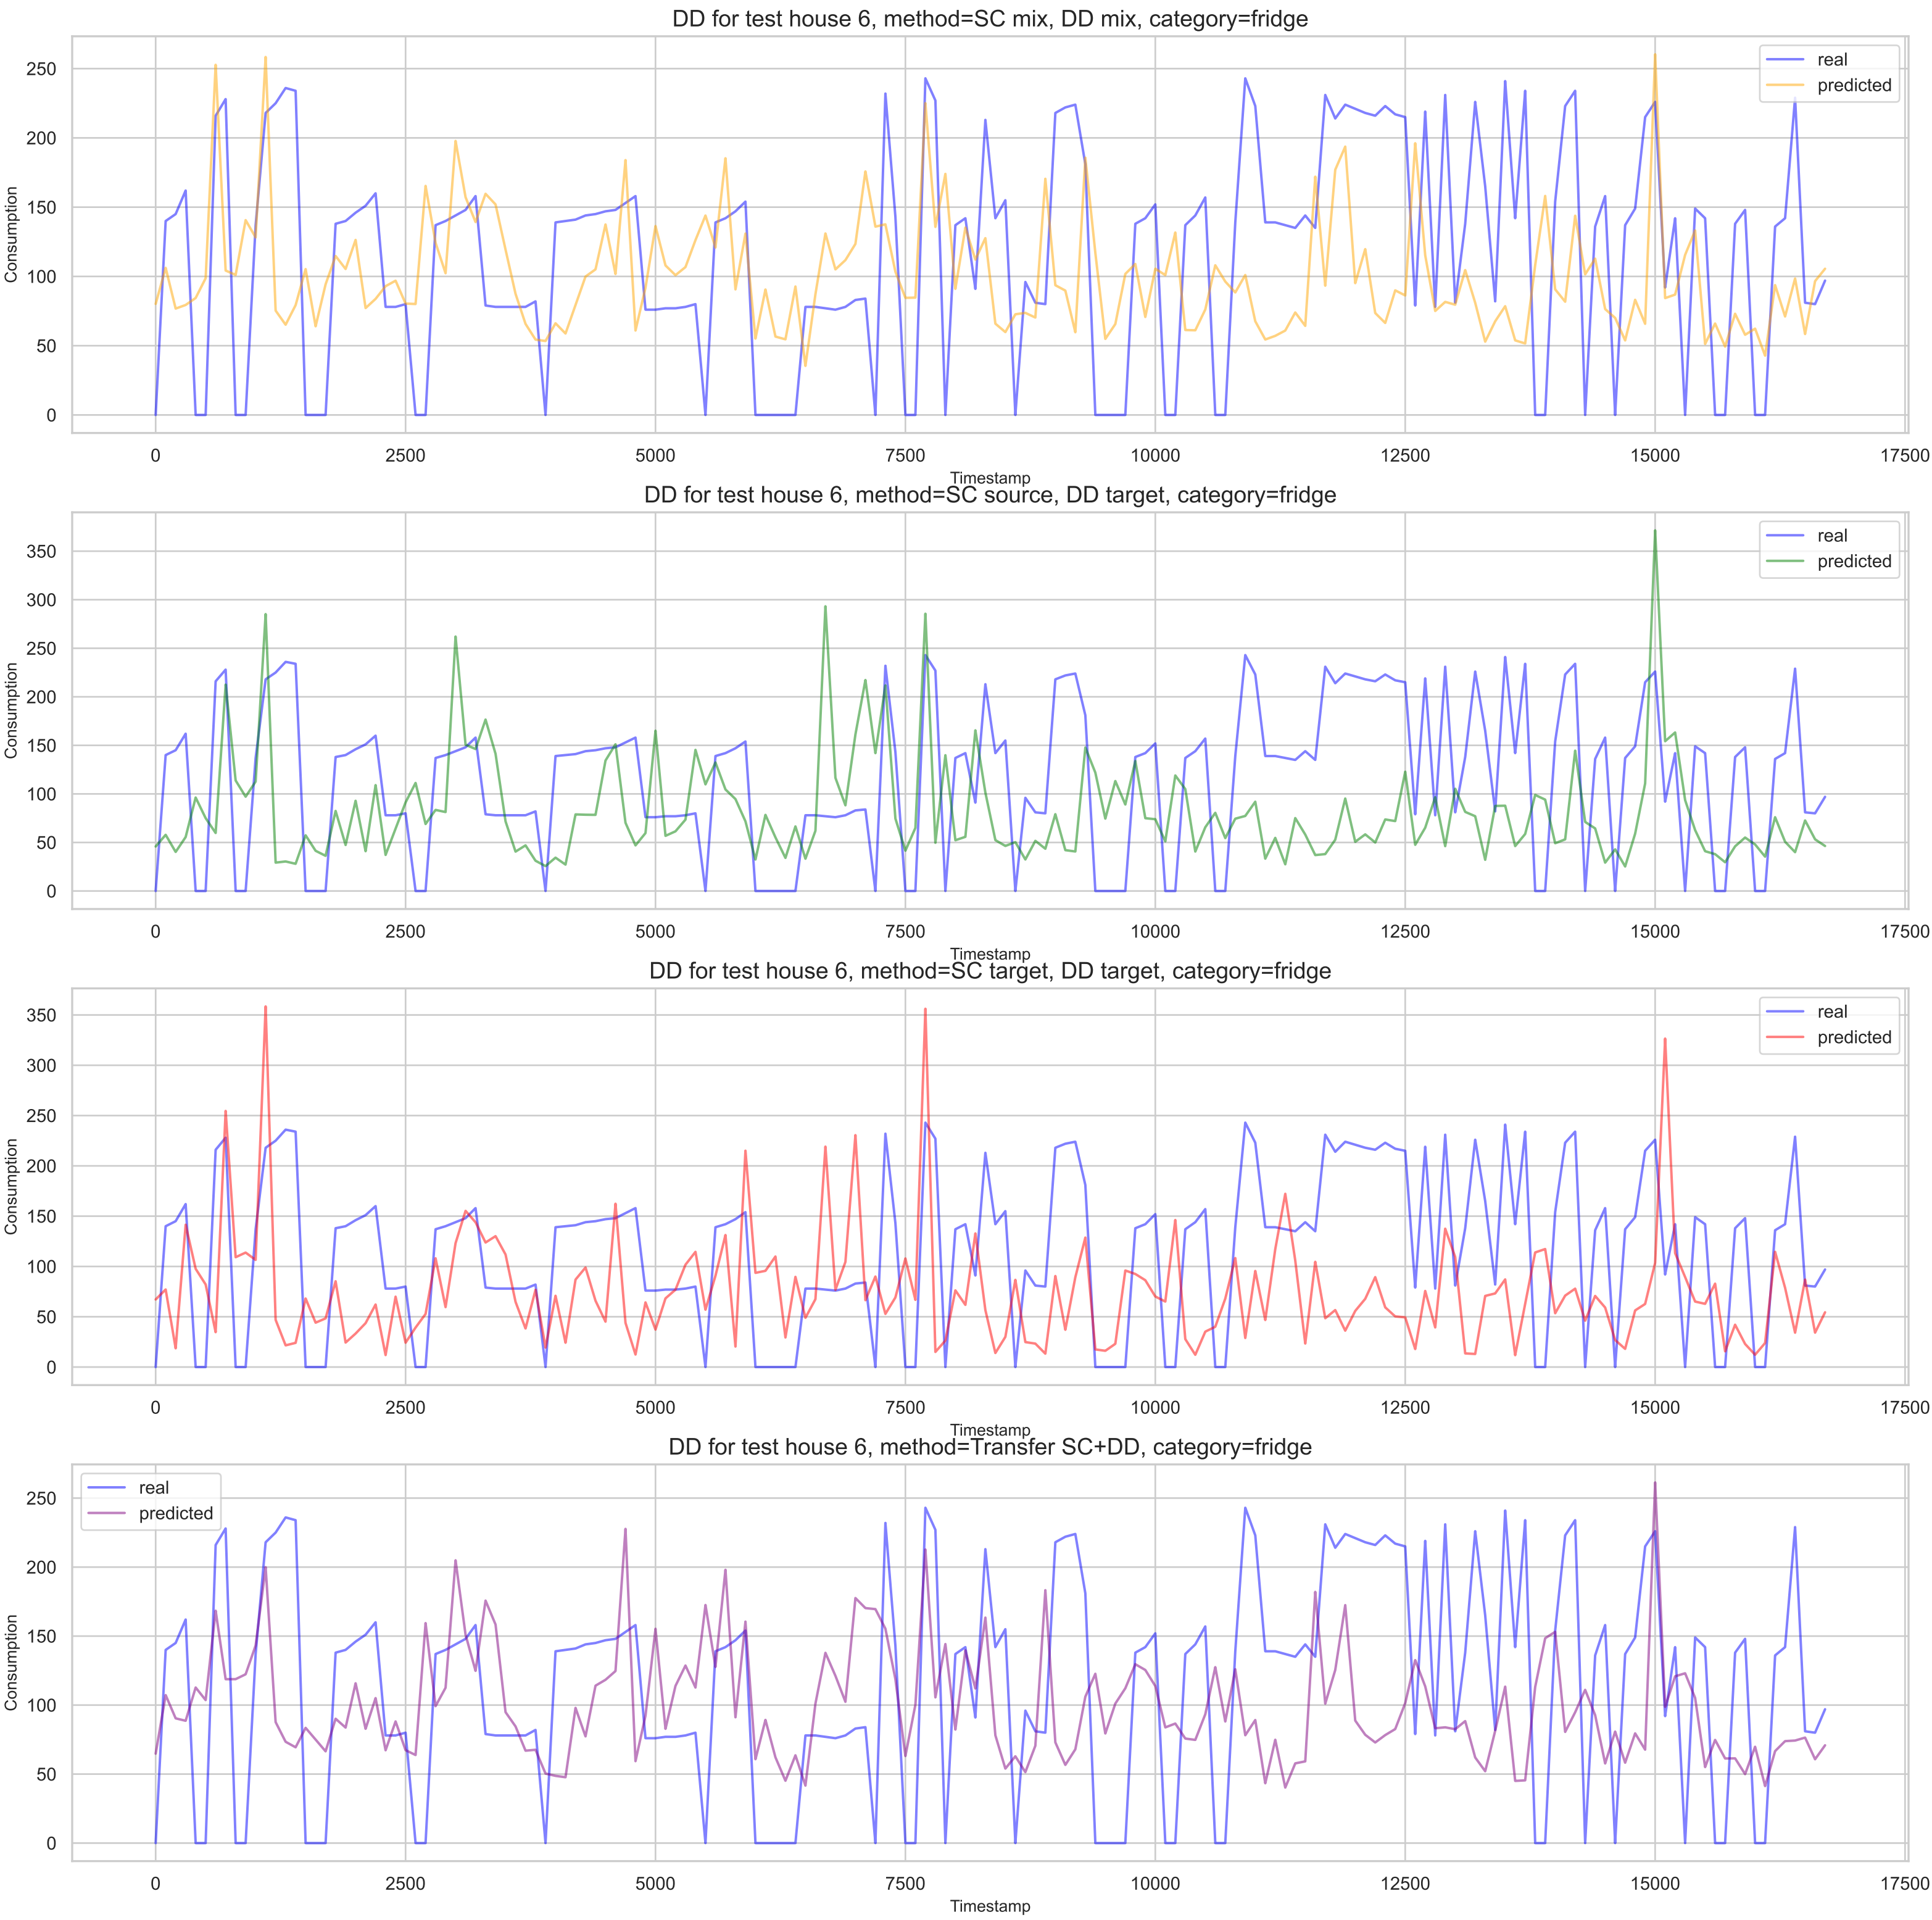 DD for test house 6, method=SC mix, DD mix, category=fridge
Consumption
250
200
150
100
50
0
real
predicted
0 2500 5000 7500 10000 12500 15000 17500
Timestamp
DD for test house 6, method=SC source, DD target, category=fridge
Consumption
350
300
250
200
150
100
50
0
real
predicted
0 2500 5000 7500 10000 12500 15000 17500
Timestamp
DD for test house 6, method=SC target, DD target, category=fridge
Consumption
350
300
250
200
150
100
50
0
real
predicted
0 2500 5000 7500 10000 12500 15000 17500
Timestamp
DD for test house 6, method=Transfer SC+DD, category=fridge
Consumption
250
200
150
100
50
0
real
predicted
0 2500 5000 7500 10000 12500 15000 17500
Timestamp